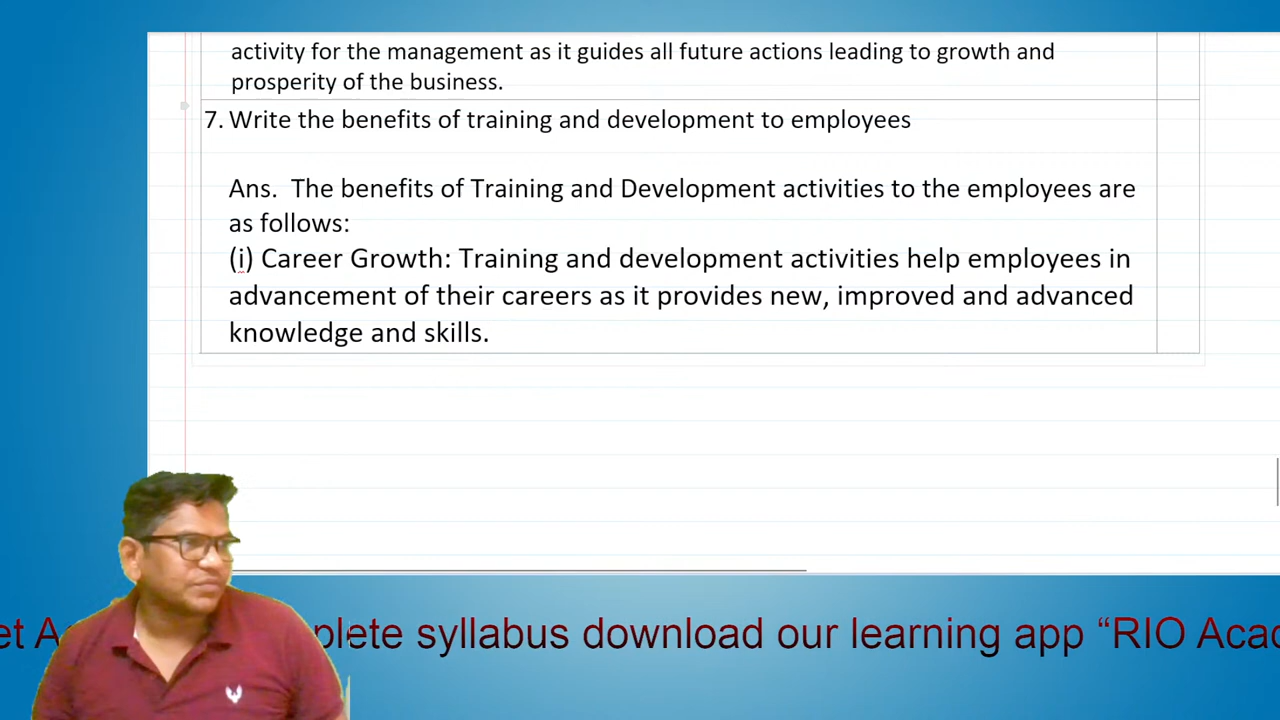 activity for the management as it guides all future actions leading to growth and
prosperity of the business.
7. Write the benefits of training and development to employees
Ans. The benefits of Training and Development activities to the employees are
as follows:
(i) Career Growth: Training and development activities help employees in
advancement of their careers as it provides new, improved and advanced
knowledge and skills.
et A plete syllabus download our learning app “RIO Aca